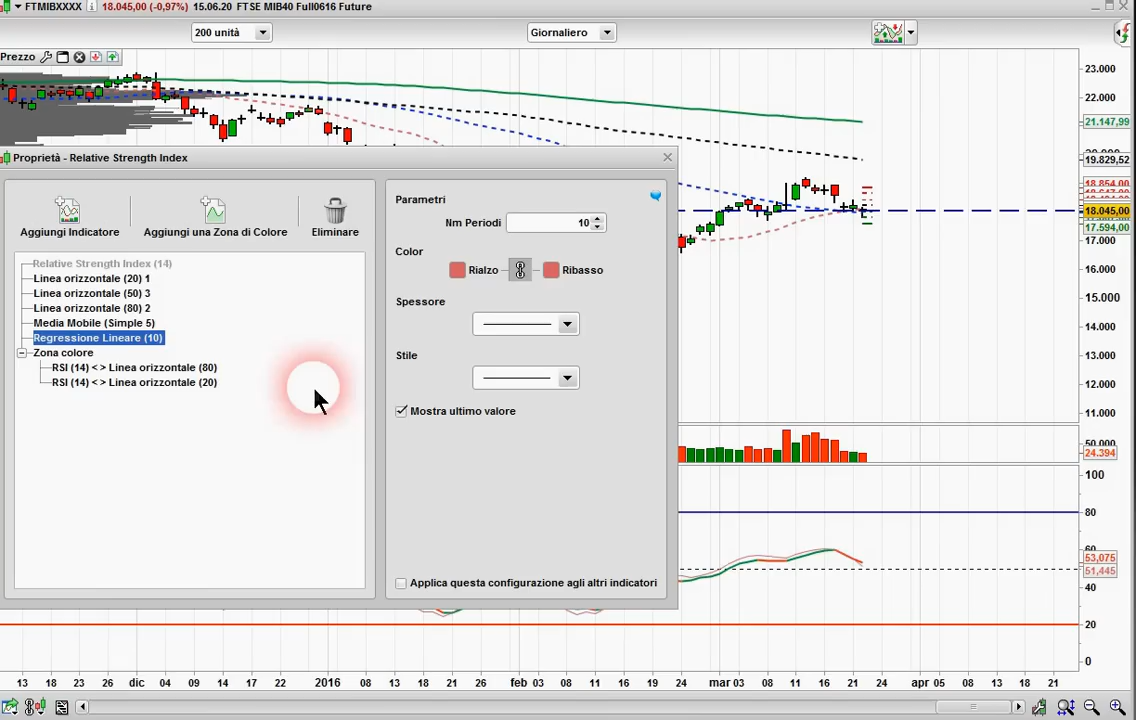 FTMIBXXXX i 18.045,00 (-0,97%) 15.06.20 FTSE MIB40 Full0616 Future
200 unità Giornaliero
Prezzo
23.000
22.000
21.147,99
19.829,52
18.854,00
18.045,00
17.594,00
17.000
16.000
15.000
14.000
13.000
12.000
11.000
50.000
24.394
100
80
60
53,075
51,445
40
20
0
Proprietà - Relative Strength Index
Aggiungi Indicatore Aggiungi una Zona di Colore Eliminare
Relative Strength Index (14)
Linea orizzontale (20) 1
Linea orizzontale (50) 3
Linea orizzontale (80) 2
Media Mobile (Simple 5)
Regressione Lineare (10)
Zona colore
RSI (14) < > Linea orizzontale (80)
RSI (14) < > Linea orizzontale (20)
Parametri
Nm Periodi 10
Color
Rialzo Ribasso
Spessore
Stile
Mostra ultimo valore
Applica questa configurazione agli altri indicatori
13 18 23 26 dic 04 09 14 17 22 2016 08 13 18 21 26 feb 03 08 11 16 19 24 mar 03 08 11 16 21 24 apr 05 08 13 18 21